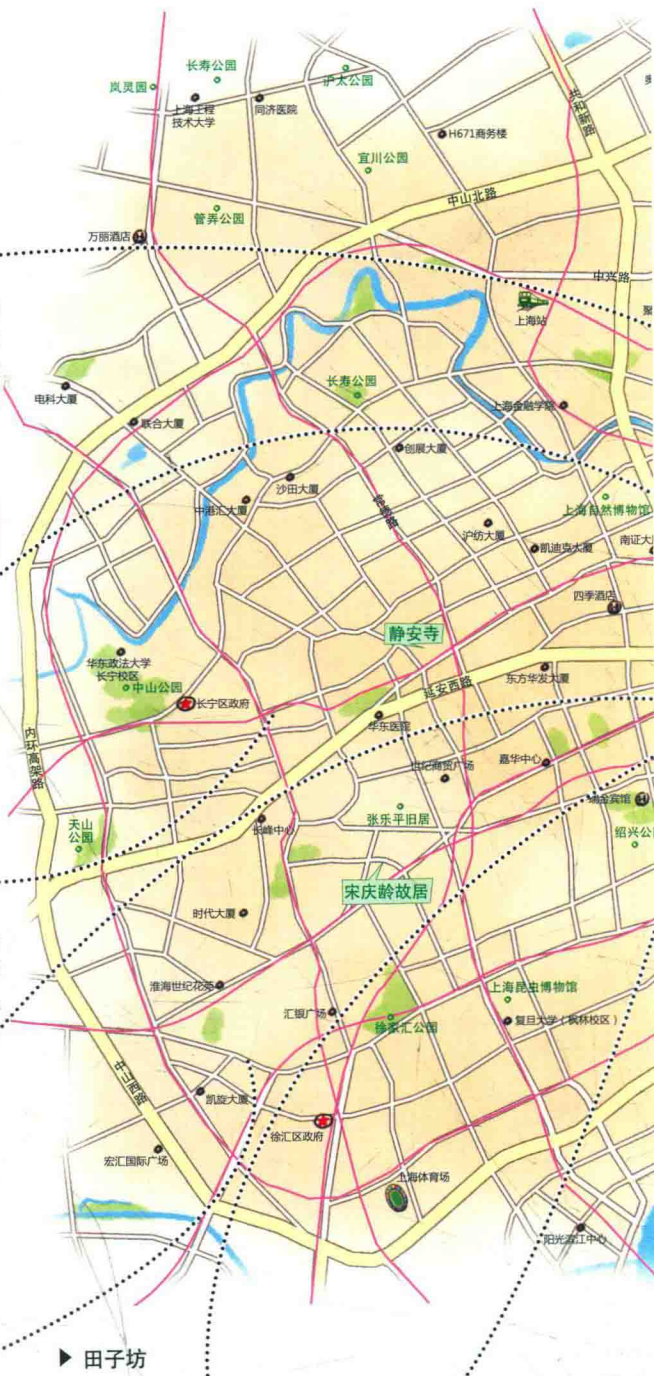 长寿公园
岚灵园
沪太公园
上海工程
技术大学
同济医院
H671商务楼
宜川公园
中山北路
管弄公园
万丽酒店
中兴路
上海站
电科大厦
长寿公园
上海金融学院
联合大厦
创展大厦
沙田大厦
中港汇大厦
上海自然博物馆
沪纺大厦
凯迪克大厦
四季酒店
静安寺
华东政法大学
长宁校区
中山公园
东方华发大厦
延安西路
长宁区政府
华东医院
内环高架路
世纪商贸广场
嘉华中心
瑞金宾馆
张乐平旧居
长峰中心
天山
公园
宋庆龄故居
时代大厦
淮海世纪花苑
上海昆虫博物馆
汇银广场
徐家汇公园
复旦大学(枫林校区)
中山西路
凯旋大厦
徐汇区政府
宏汇国际广场
上海体育场
阳光滨江中心
▶ 田子坊